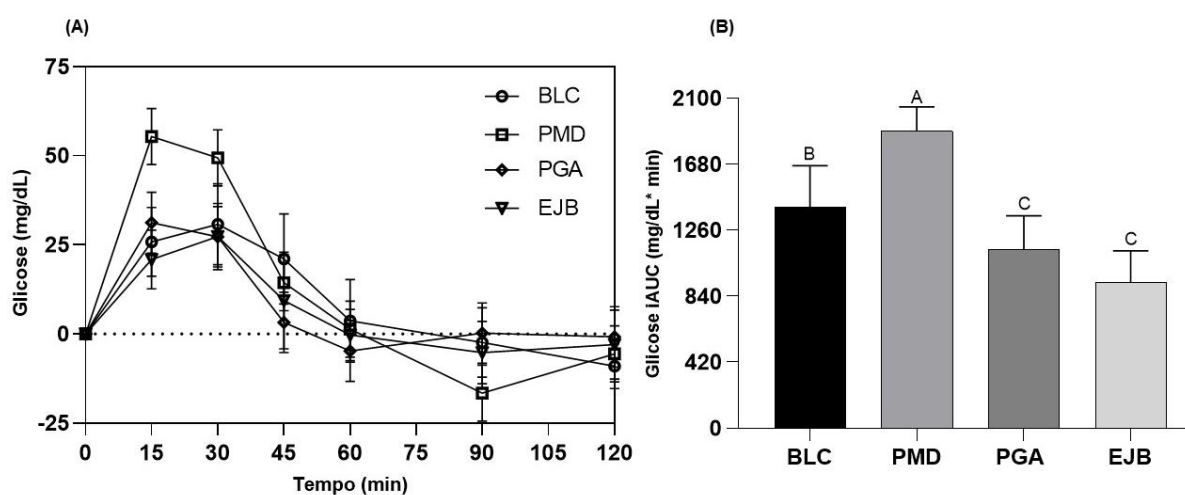 (A)
75
50
25
0
-25
Glicose (mg/dL)
0 15 30 45 60 75 90 105 120
Tempo (min)
BLC
PMD
PGA
EJB
(B)
2100
1680
1260
840
420
0
Glicose iAUC (mg/dL* min)
B
A
C
C
BLC PMD PGA EJB